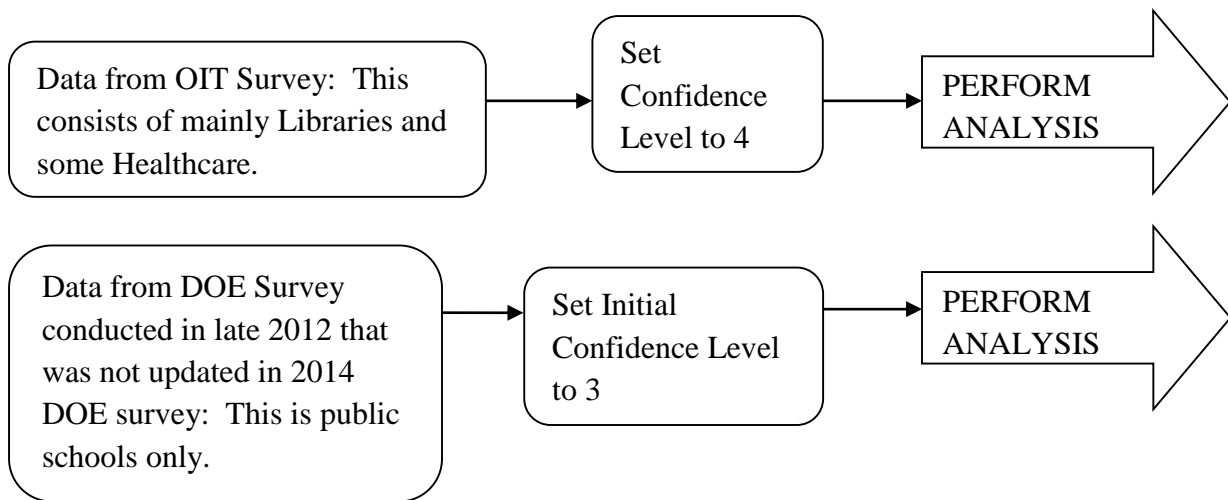 Data from OIT Survey:  This
consists of mainly Libraries and
some Healthcare.
Set
Confidence
Level to 4
PERFORM
ANALYSIS
Data from DOE Survey
conducted in late 2012 that
was not updated in 2014
DOE survey:  This is public
schools only.
Set Initial
Confidence Level
to 3
PERFORM
ANALYSIS